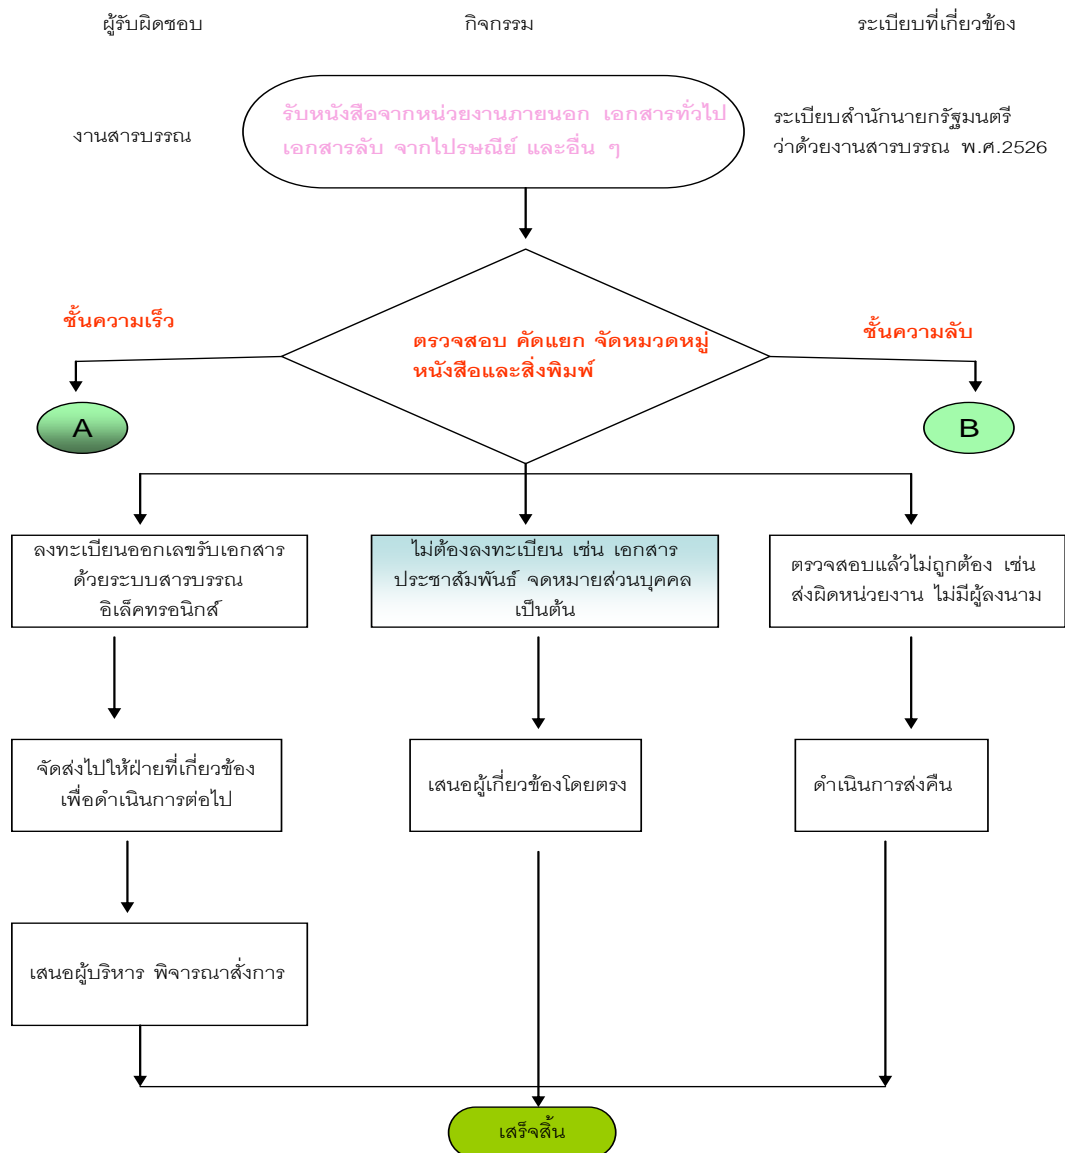 ผู้รับผิดชอบ
กิจกรรม
ระเบียบที่เกี่ยวข้อง
งานสารบรรณ
รับหนังสือจากหน่วยงานภายนอก เอกสารทั่วไป
เอกสารลับ จากไปรษณีย์ และอื่น ๆ
ระเบียบสำนักนายกรัฐมนตรี
ว่าด้วยงานสารบรรณ พ.ศ.2526
ชั้นความเร็ว
ตรวจสอบ คัดแยก จัดหมวดหมู่
หนังสือและสิ่งพิมพ์
ชั้นความลับ
A
B
ลงทะเบียนออกเลขรับเอกสาร
ด้วยระบบสารบรรณ
อิเล็คทรอนิกส์
ไม่ต้องลงทะเบียน เช่น เอกสาร
ประชาสัมพันธ์ จดหมายส่วนบุคคล
เป็นต้น
ตรวจสอบแล้วไม่ถูกต้อง เช่น
ส่งผิดหน่วยงาน ไม่มีผู้ลงนาม
จัดส่งไปให้ฝ่ายที่เกี่ยวข้อง
เพื่อดำเนินการต่อไป
เสนอผู้เกี่ยวข้องโดยตรง
ดำเนินการส่งคืน
เสนอผู้บริหาร พิจารณาสั่งการ
เสร็จสิ้น